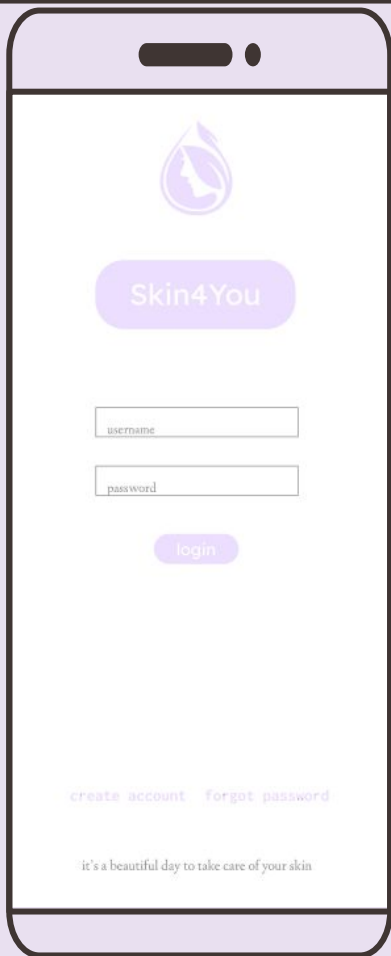 Skin4You
username
password
login
create account forgot password
it's a beautiful day to take care of your skin